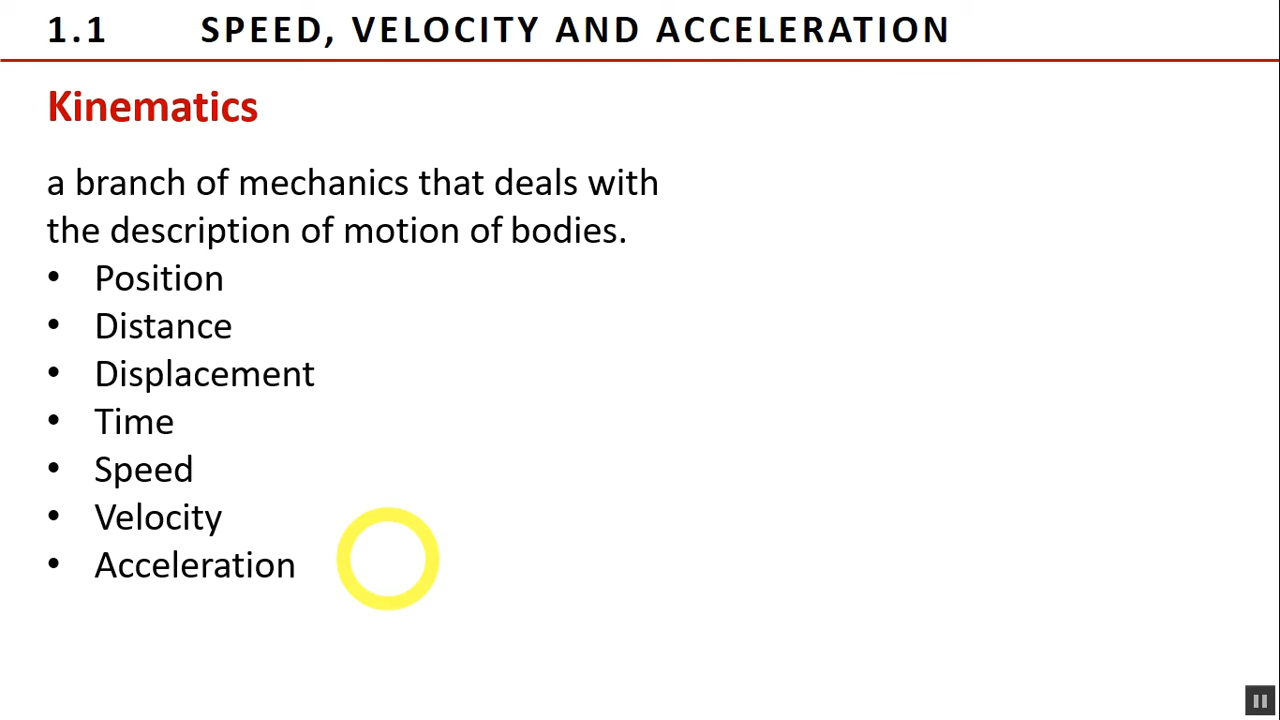 1.1 SPEED, VELOCITY AND ACCELERATION
Kinematics
a branch of mechanics that deals with
the description of motion of bodies.
• Position
• Distance
• Displacement
• Time
• Speed
• Velocity
• Acceleration